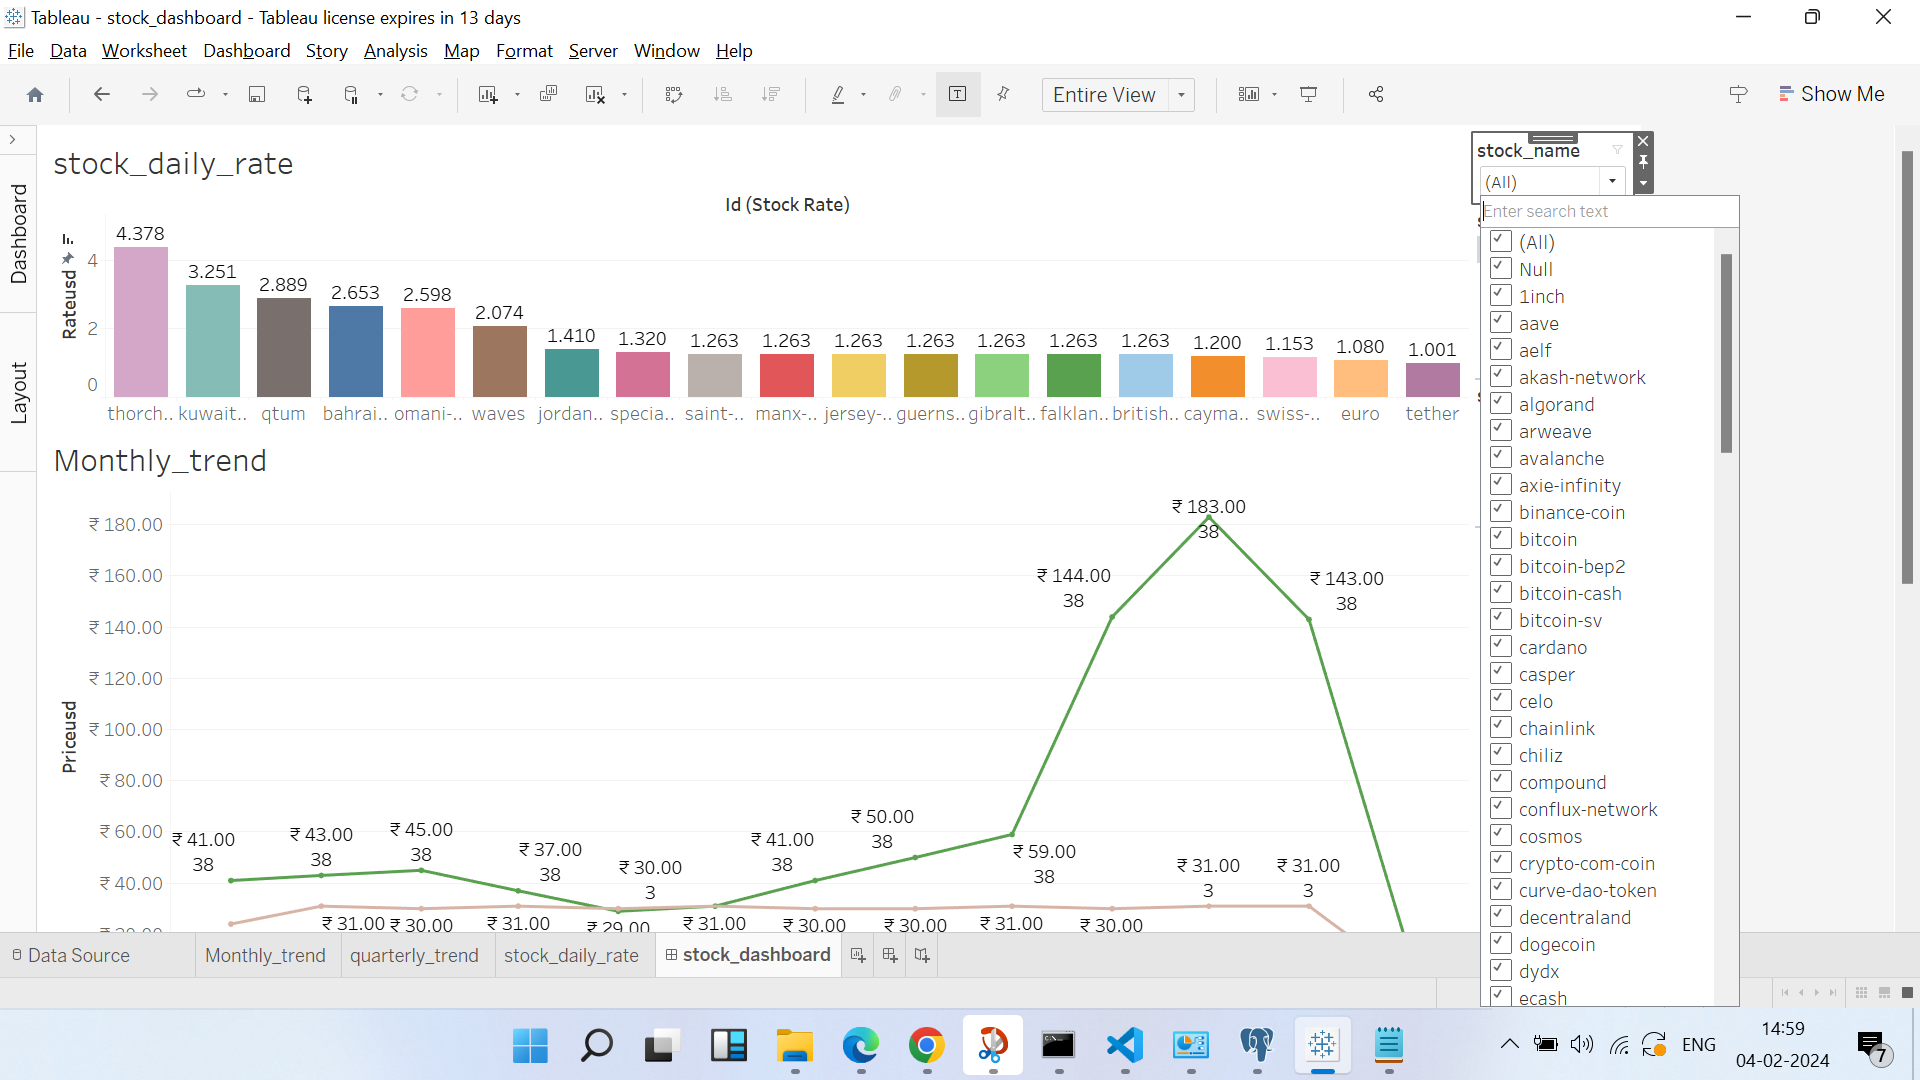 Tableau - stock_dashboard - Tableau license expires in 13 days
File Data Worksheet Dashboard Story Analysis Map Format Server Window Help
Entire View
Show Me
Dashboard
Layout
stock_daily_rate
Id (Stock Rate)
Rateusd
4
2
0
4.378
3.251
2.889
2.653
2.598
2.074
1.410
1.320
1.263
1.263
1.263
1.263
1.263
1.263
1.263
1.200
1.153
1.080
1.001
thorch.. kuwait.. qtum bahrai.. omani-.. waves jordan.. specia.. saint-.. manx-.. jersey-.. guerns.. gibralt.. falklan.. british.. cayma.. swiss-.. euro tether
Monthly_trend
Priceusd
₹ 180.00
₹ 160.00
₹ 140.00
₹ 120.00
₹ 100.00
₹ 80.00
₹ 60.00
₹ 40.00
₹ 183.00
38
₹ 144.00
38
₹ 143.00
38
₹ 41.00
38
₹ 43.00
38
₹ 45.00
38
₹ 37.00
38
₹ 30.00
3
₹ 41.00
38
₹ 50.00
38
₹ 59.00
38
₹ 31.00
3
₹ 31.00
3
₹ 31.00
₹ 30.00
₹ 31.00
₹ 29.00
₹ 31.00
₹ 30.00
₹ 30.00
₹ 31.00
₹ 30.00
stock_name
(All)
Enter search text
(All)
Null
1inch
aave
aelf
akash-network
algorand
arweave
avalanche
axie-infinity
binance-coin
bitcoin
bitcoin-bep2
bitcoin-cash
bitcoin-sv
cardano
casper
celo
chainlink
chiliz
compound
conflux-network
cosmos
crypto-com-coin
curve-dao-token
decentraland
dogecoin
dydx
ecash
Data Source
Monthly_trend
quarterly_trend
stock_daily_rate
stock_dashboard
ENG
14:59
04-02-2024
7